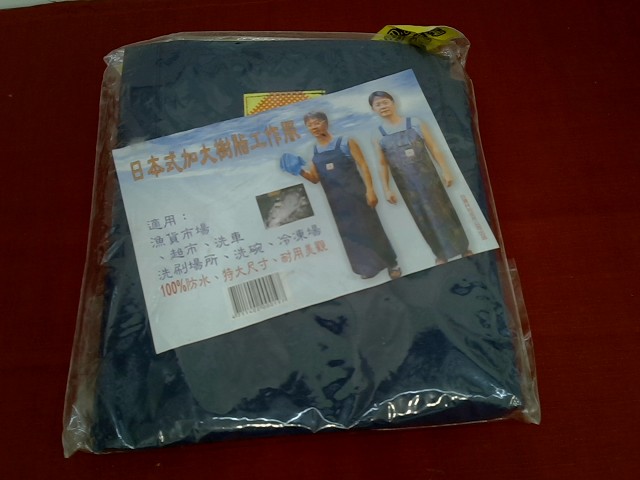 日本式加大樹脂工作裙
適用：
漁貨市場
、超市、洗車
洗刷場所、洗碗、冷凍場
100%防水、特大尺寸、耐用美觀